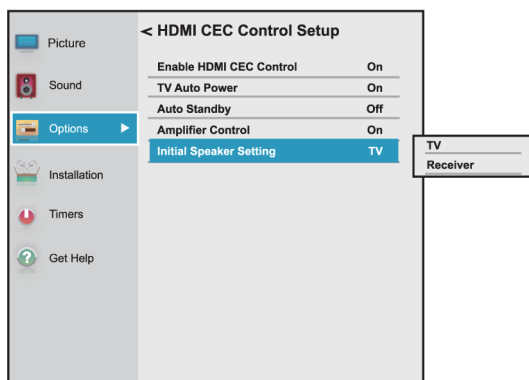 < HDMI CEC Control Setup
Picture
Sound
Options
Installation
Timers
Get Help
Enable HDMI CEC Control On
TV Auto Power On
Auto Standby Off
Amplifier Control On
Initial Speaker Setting TV
TV
Receiver